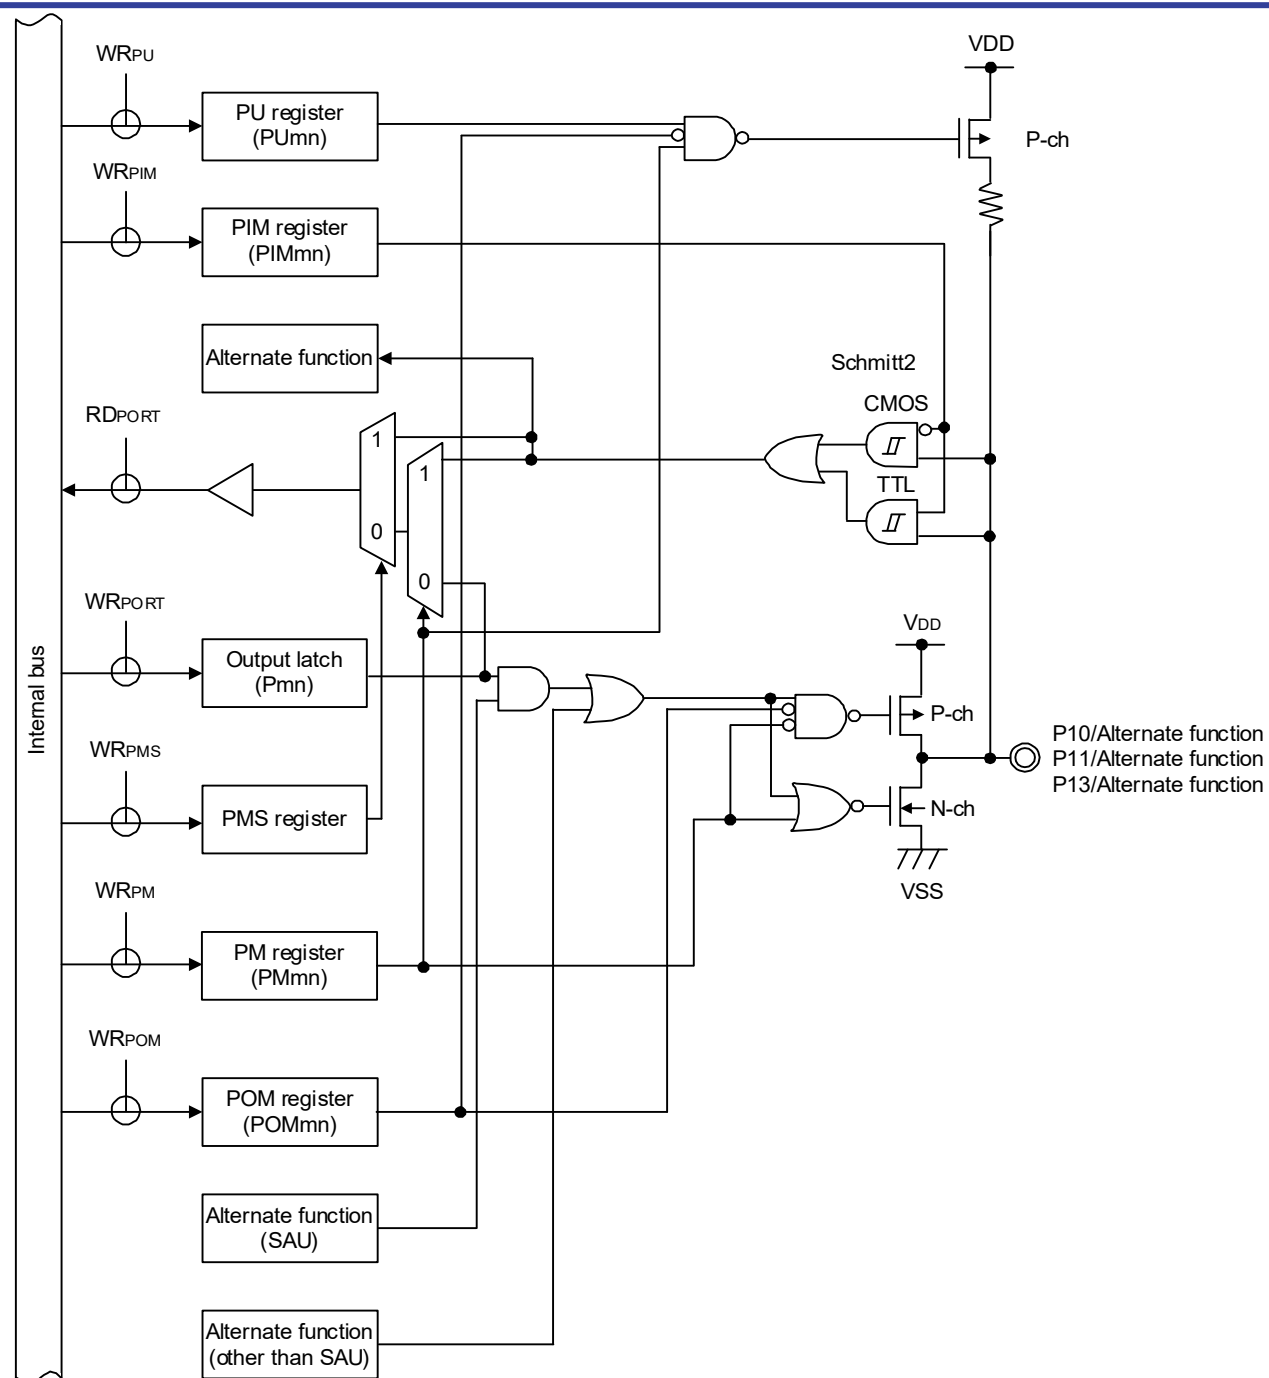 WRPU
VDD
PU register
(PUmn)
P-ch
WRPIM
PIM register
(PIMmn)
Alternate function
Schmitt2
CMOS
RDPORT
1
1
TTL
0
0
WRPORT
VDD
Output latch
(Pmn)
Internal bus
P-ch
P10/Alternate function
P11/Alternate function
P13/Alternate function
WRPMS
PMS register
N-ch
WRPM
VSS
PM register
(PMmn)
WRPOM
POM register
(POMmn)
Alternate function
(SAU)
Alternate function
(other than SAU)